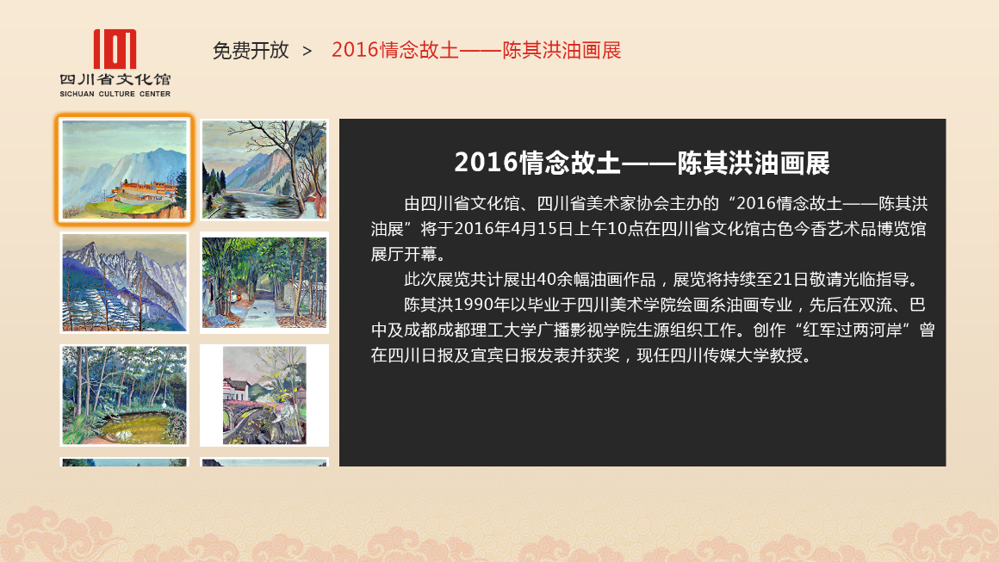 四川省文化馆
SICHUAN CULTURE CENTER
免费开放 > 2016情念故土——陈其洪油画展
2016情念故土——陈其洪油画展
由四川省文化馆、四川省美术家协会主办的“2016情念故土——陈其洪
油展”将于2016年4月15日上午10点在四川省文化馆古色今香艺术品博览馆
展厅开幕。
此次展览共计展出40余幅油画作品，展览将持续至21日敬请光临指导。
陈其洪1990年以毕业于四川美术学院绘画系油画专业，先后在双流、巴
中及成都成都理工大学广播影视学院生源组织工作。创作“红军过两河岸”曾
在四川日报及宜宾日报发表并获奖，现任四川传媒大学教授。